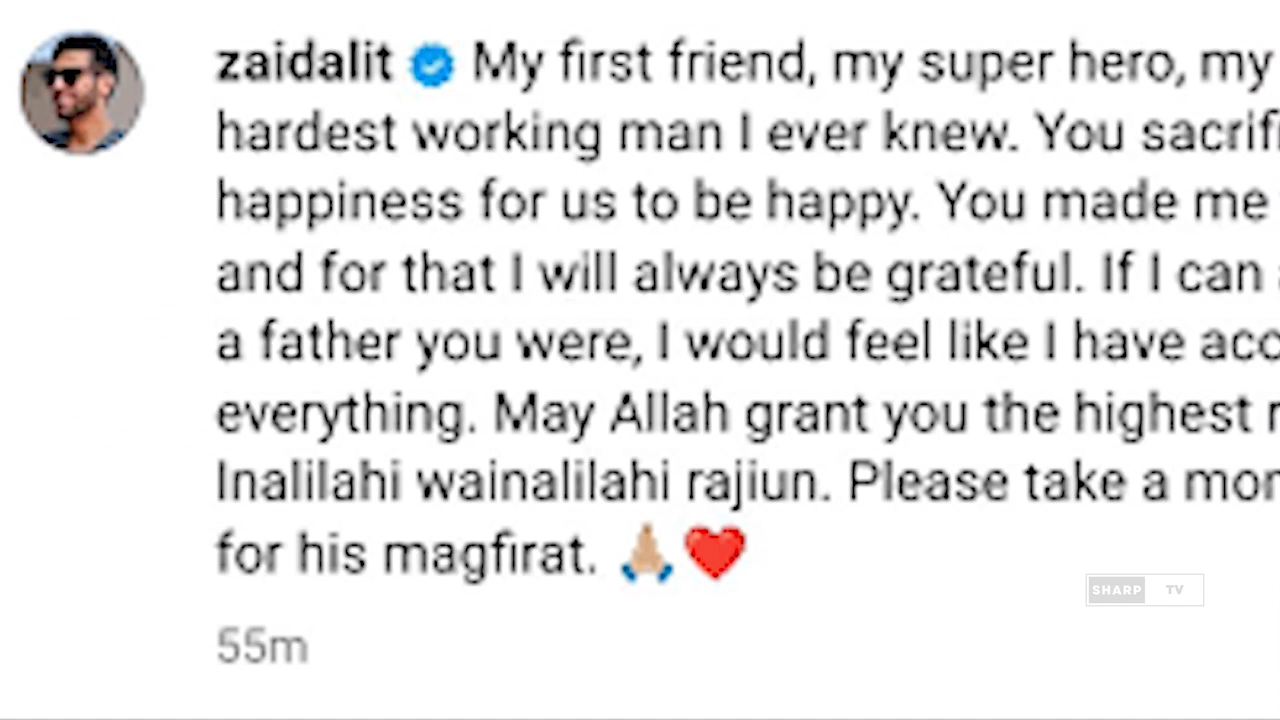 zaidalit My first friend, my super hero, my
hardest working man I ever knew. You
happiness for us to be happy. You made me
and for that I will always be grateful. If I can
a father you were, I would feel like I have
everything. May Allah grant you the highest
Inalilahi wainalilahi rajiun. Please take a
for his magfirat. 🙏🏼❤️
55m
SHARP TV